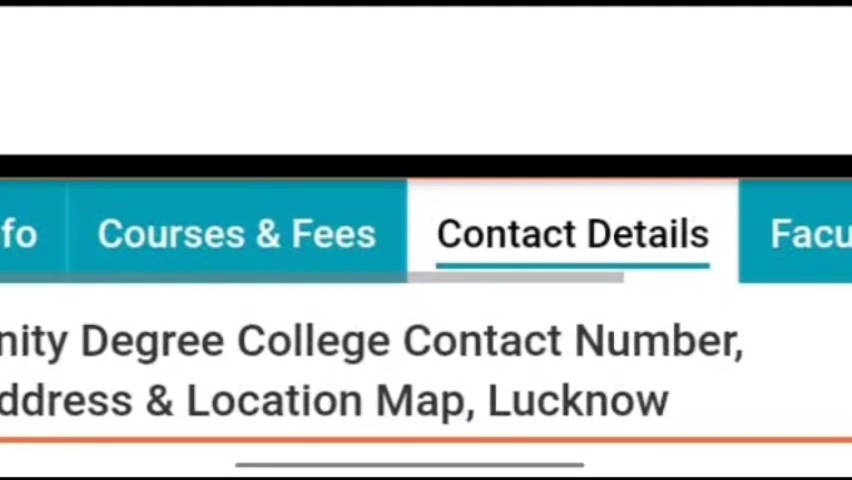 fo Courses & Fees Contact Details Facu
nity Degree College Contact Number,
ddress & Location Map, Lucknow